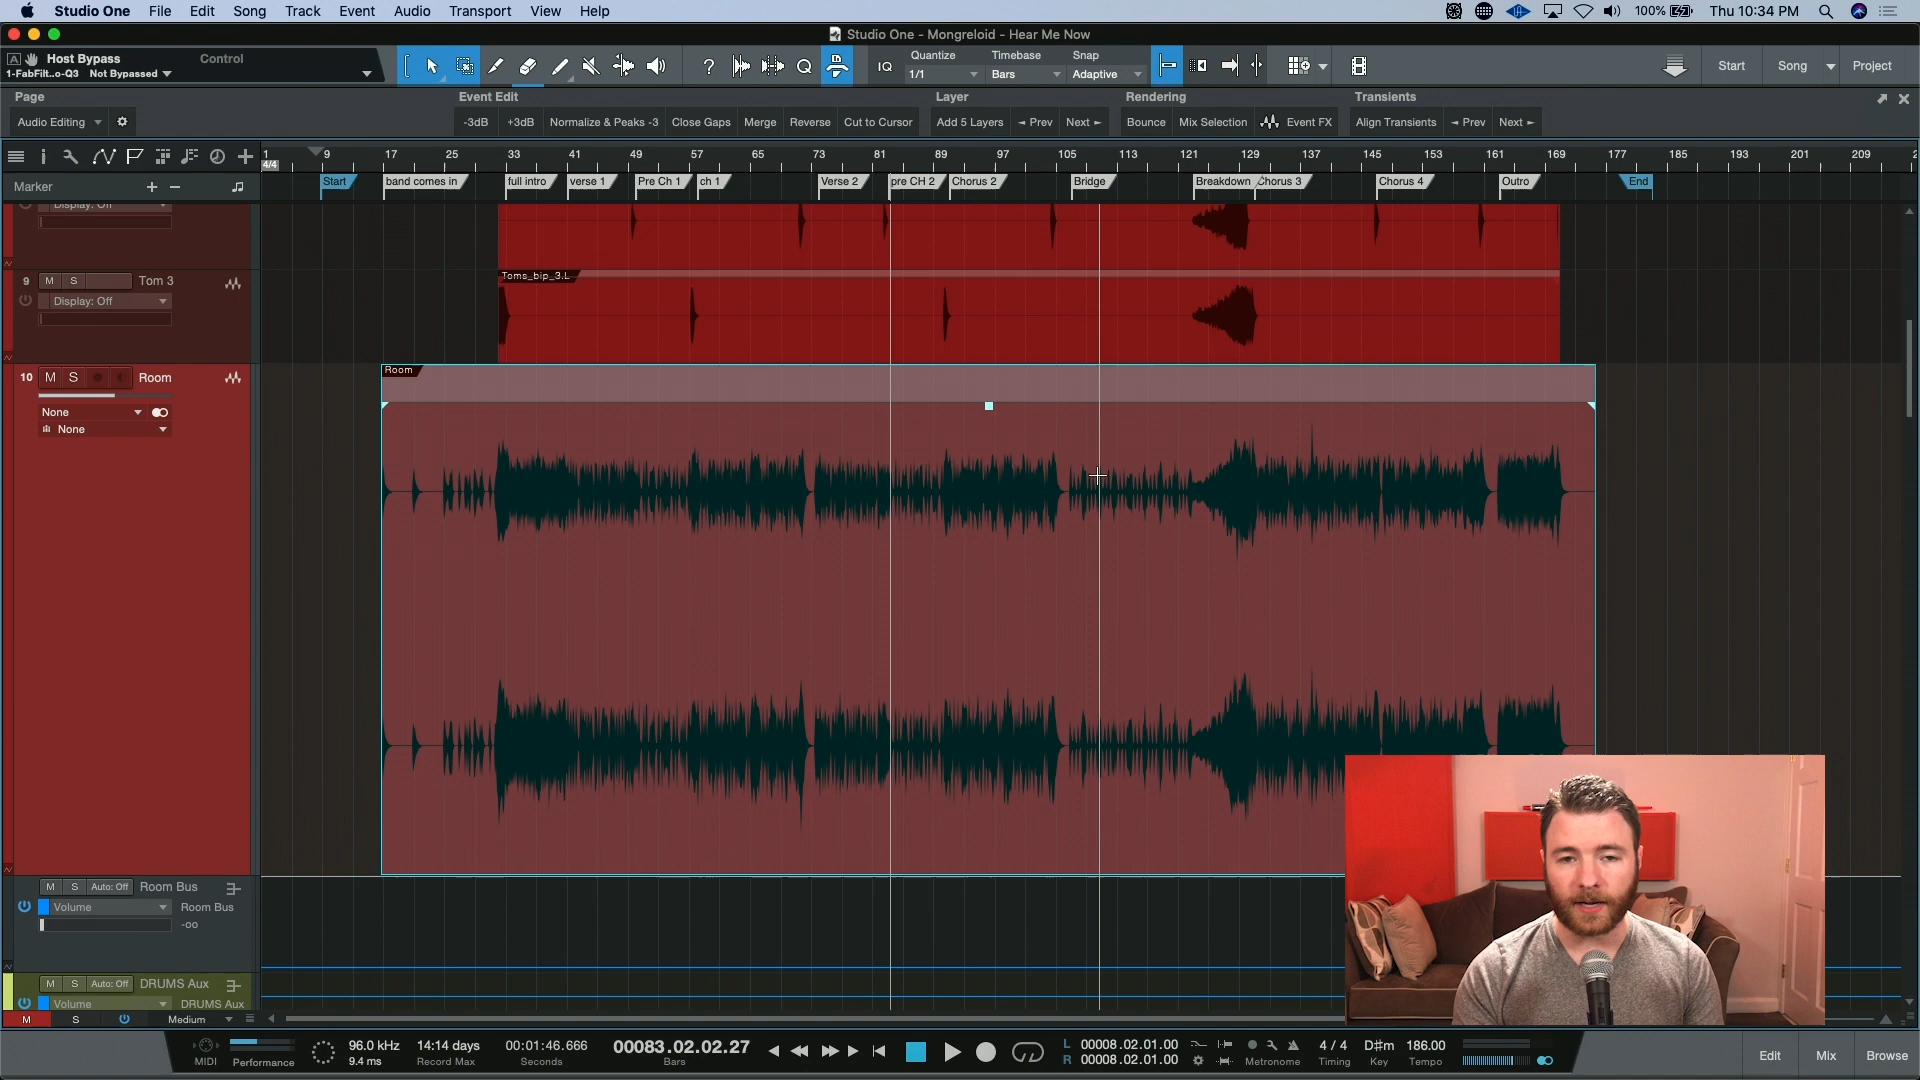 Studio One File Edit Song Track Event Audio Transport View Help 100% Thu 10:34 PM
Studio One - Mongreloid - Hear Me Now
A Host Bypass Control
1-FabFilt..o-Q3 Not Bypassed
? Q IQ
Quantize Timebase Snap
1/1 Bars Adaptive
Start Song Project
Page Event Edit Layer Rendering Transients
Audio Editing -3dB +3dB Normalize & Peaks -3 Close Gaps Merge Reverse Cut to Cursor Add 5 Layers Prev Next Bounce Mix Selection Event FX Align Transients Prev Next
1 9 17 25 33 41 49 57 65 73 81 89 97 105 113 121 129 137 145 153 161 169 177 185 193 201 209 2
4/4
Marker Start band comes in full intro verse 1 Pre Ch 1 ch 1 Verse 2 pre CH 2 Chorus 2 Bridge Breakdown Chorus 3 Chorus 4 Outro End
Display: Off
Toms_bip_3.L
9 M S Tom 3
Display: Off
Room
10 M S Room
None
None
M S Auto: Off Room Bus
Volume Room Bus
-oo
M S Auto: Off DRUMS Aux
Volume DRUMS Aux
M S Medium
MIDI Performance
96.0 kHz 14:14 days 00:01:46.666 00083.02.02.27
9.4 ms Record Max Seconds Bars
L 00008.02.01.00
R 00008.02.01.00
Metronome
4 / 4 D#m 186.00
Timing Key Tempo
Edit Mix Browse